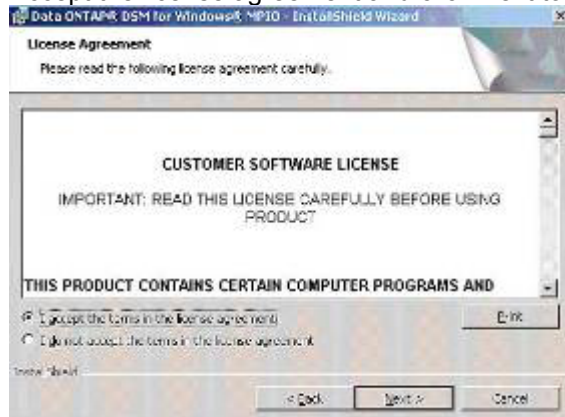 Data ONTAP® DSM for Windows® MPIO - InstallShield Wizard
License Agreement
Please read the following license agreement carefully.
CUSTOMER SOFTWARE LICENSE
IMPORTANT: READ THIS LICENSE CAREFULLY BEFORE USING
PRODUCT
THIS PRODUCT CONTAINS CERTAIN COMPUTER PROGRAMS AND
I accept the terms in the license agreement
Print
I do not accept the terms in the license agreement
InstallShield
< Back
Next >
Cancel